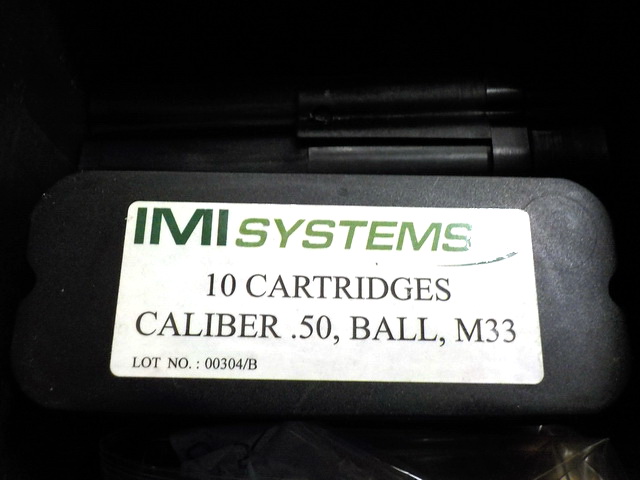 IMI SYSTEMS
10 CARTRIDGES
CALIBER .50, BALL, M33
LOT NO. : 00304/B